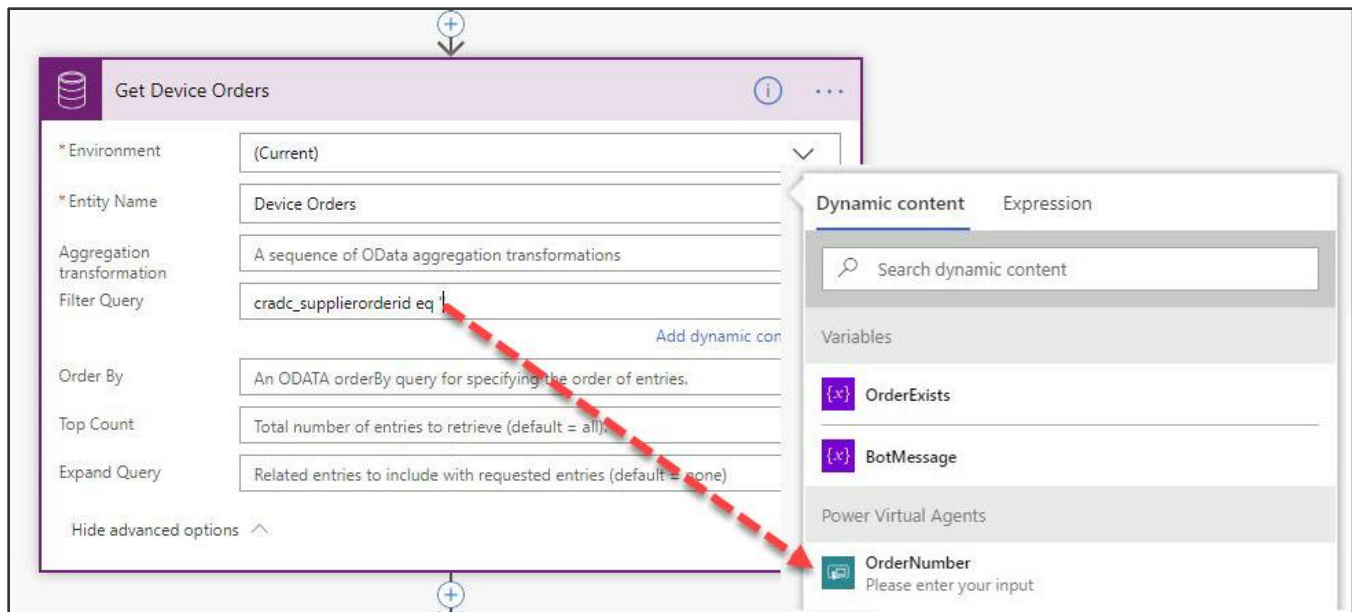 Get Device Orders
* Environment
(Current)
* Entity Name
Device Orders
Aggregation
transformation
A sequence of OData aggregation transformations
Filter Query
cradc_supplierorderid eq '
Add dynamic con
Order By
An ODATA orderBy query for specifying the order of entries.
Top Count
Total number of entries to retrieve (default = all).
Expand Query
Related entries to include with requested entries (default = none)
Hide advanced options
Dynamic content Expression
Search dynamic content
Variables
{x} OrderExists
{x} BotMessage
Power Virtual Agents
OrderNumber
Please enter your input